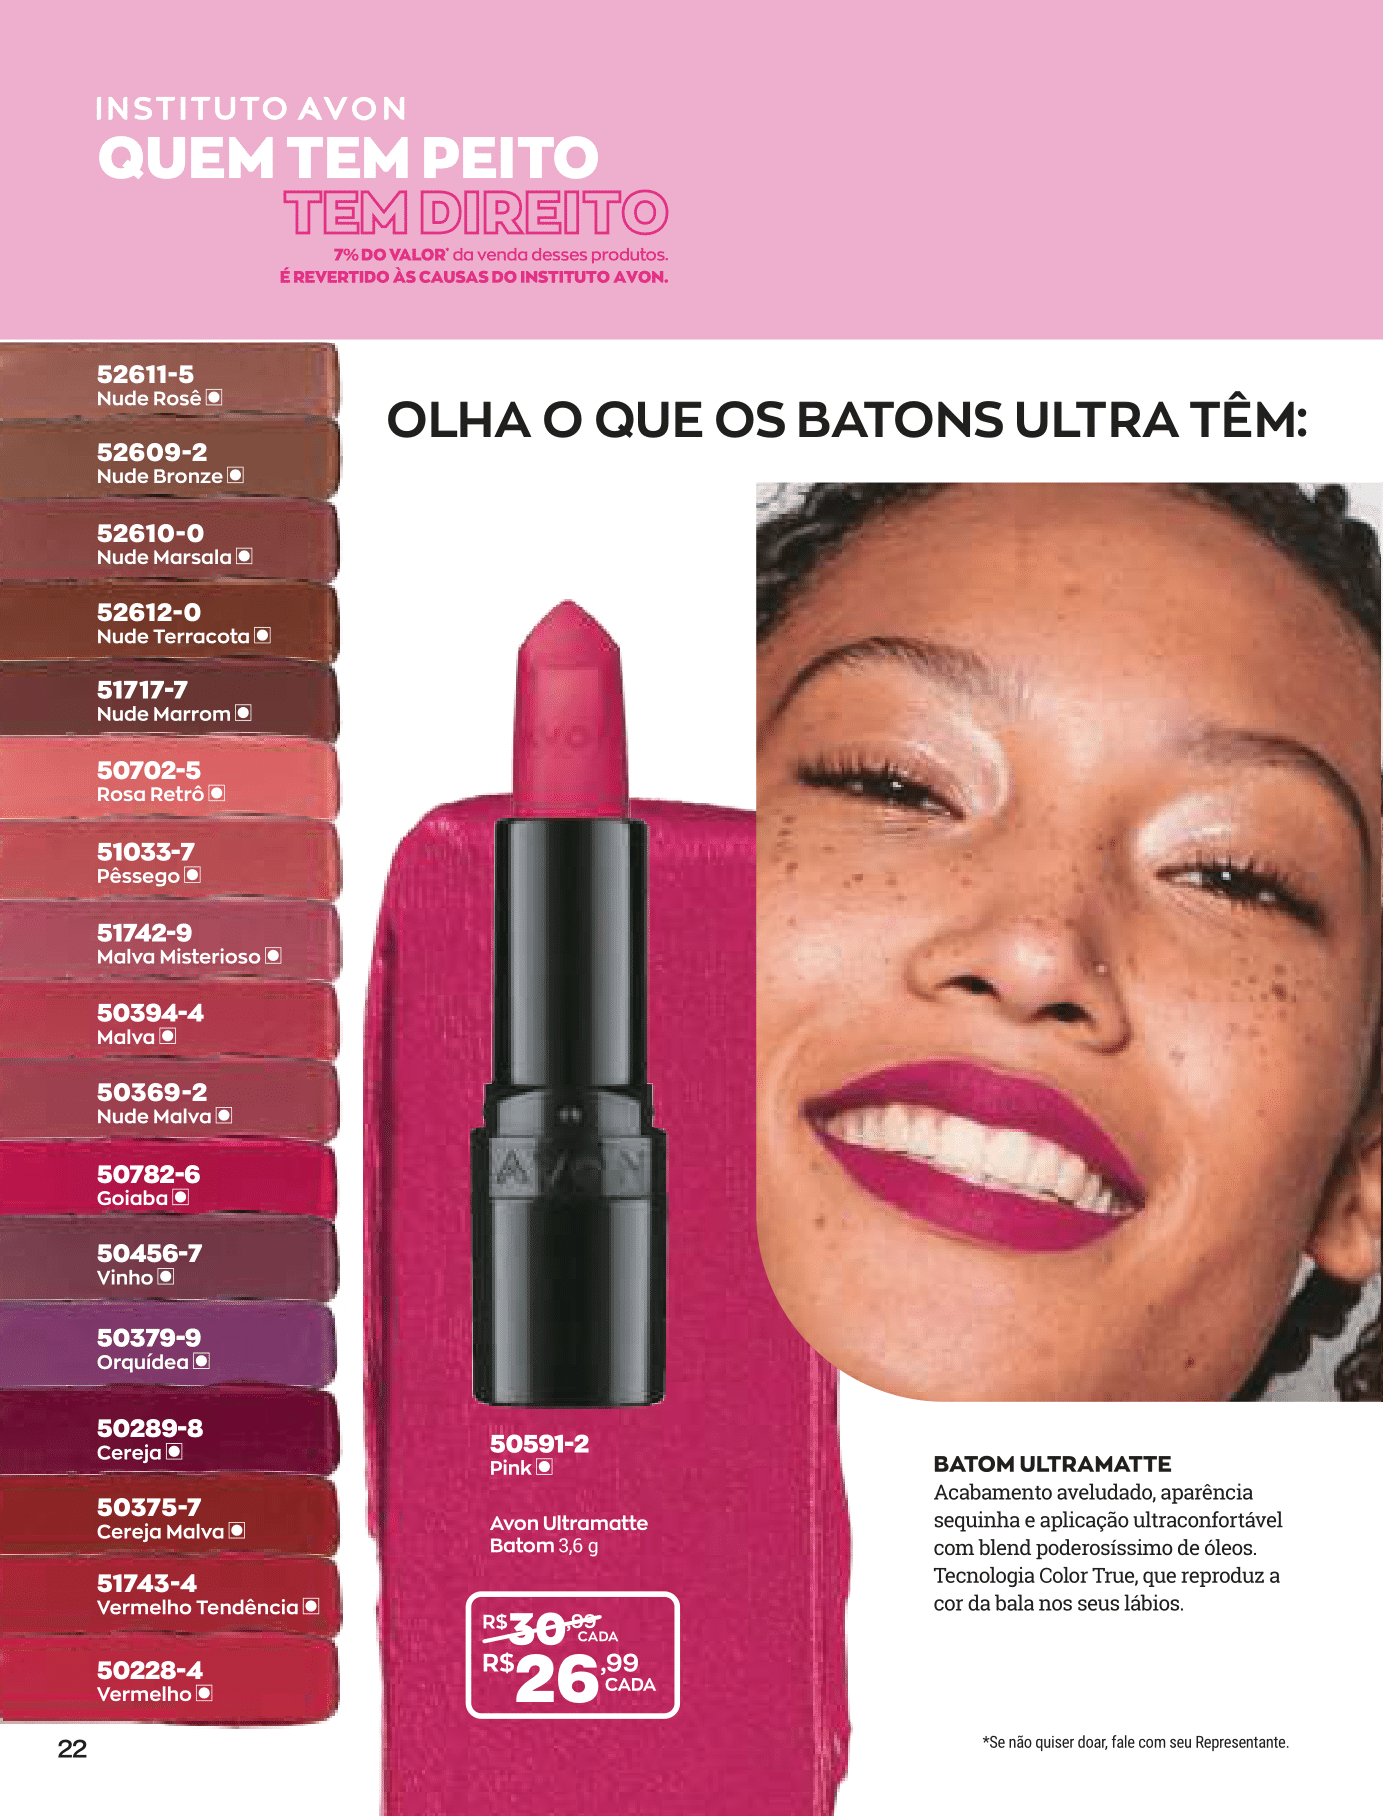 INSTITUTO AVON
QUEM TEM PEITO
TEM DIREITO
7% DO VALOR* da venda desses produtos.
É REVERTIDO ÀS CAUSAS DO INSTITUTO AVON.
52611-5
Nude Rosê
52609-2
Nude Bronze
52610-0
Nude Marsala
52612-0
Nude Terracota
51717-7
Nude Marrom
50702-5
Rosa Retrô
51033-7
Pêssego
51742-9
Malva Misterioso
50394-4
Malva
50369-2
Nude Malva
50782-6
Goiaba
50456-7
Vinho
50379-9
Orquídea
50289-8
Cereja
50375-7
Cereja Malva
51743-4
Vermelho Tendência
50228-4
Vermelho
OLHA O QUE OS BATONS ULTRA TÊM:
AVON
AVON
50591-2
Pink
Avon Ultramatte
Batom 3,6 g
R$30,99 CADA
R$26,99 CADA
BATOM ULTRAMATTE
Acabamento aveludado, aparência
sequinha e aplicação ultraconfortável
com blend poderosíssimo de óleos.
Tecnologia Color True, que reproduz a
cor da bala nos seus lábios.
*Se não quiser doar, fale com seu Representante.
22